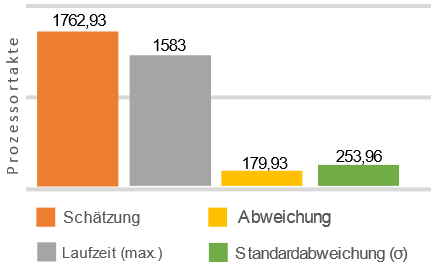 1762,93
1583
179,93
253,96
Prozessortakte
Schätzung
Abweichung
Laufzeit (max.)
Standardabweichung (σ)